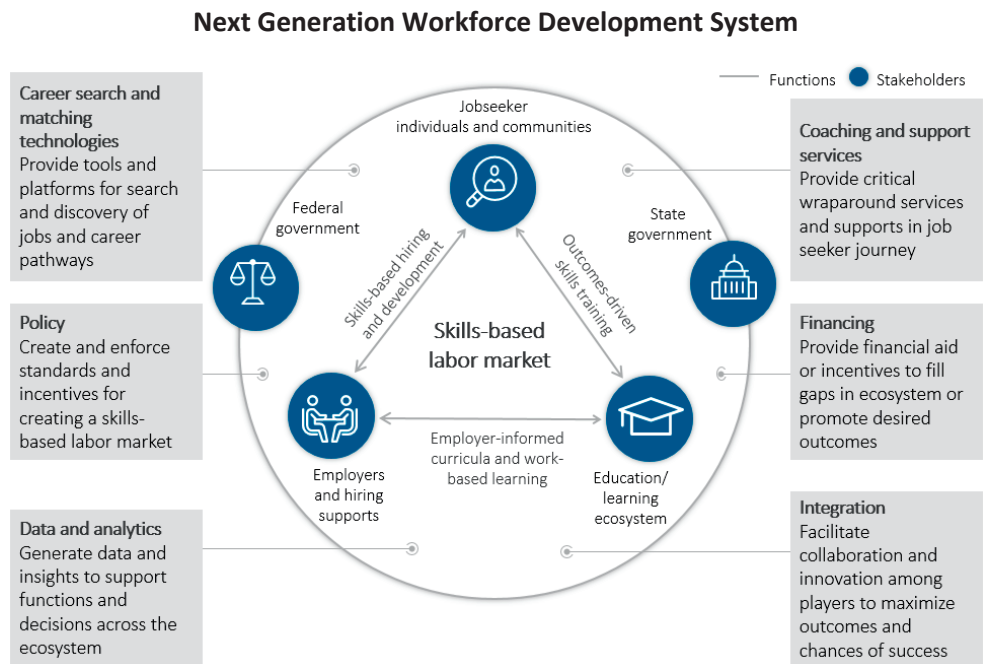 Next Generation Workforce Development System
Functions
Stakeholders
Career search and
matching
technologies
Provide tools and
platforms for search
and discovery of
jobs and career
pathways
Policy
Create and enforce
standards and
incentives for
creating a skills-
based labor market
Data and analytics
Generate data and
insights to support
functions and
decisions across the
ecosystem
Jobseeker
individuals and communities
Federal
government
State
government
Skills-based hiring
and development
Outcomes-driven
skills training
Skills-based
labor market
Employer-informed
curricula and work-
based learning
Employers
and hiring
supports
Education/
learning
ecosystem
Coaching and support
services
Provide critical
wraparound services
and supports in job
seeker journey
Financing
Provide financial aid
or incentives to fill
gaps in ecosystem or
promote desired
outcomes
Integration
Facilitate
collaboration and
innovation among
players to maximize
outcomes and
chances of success